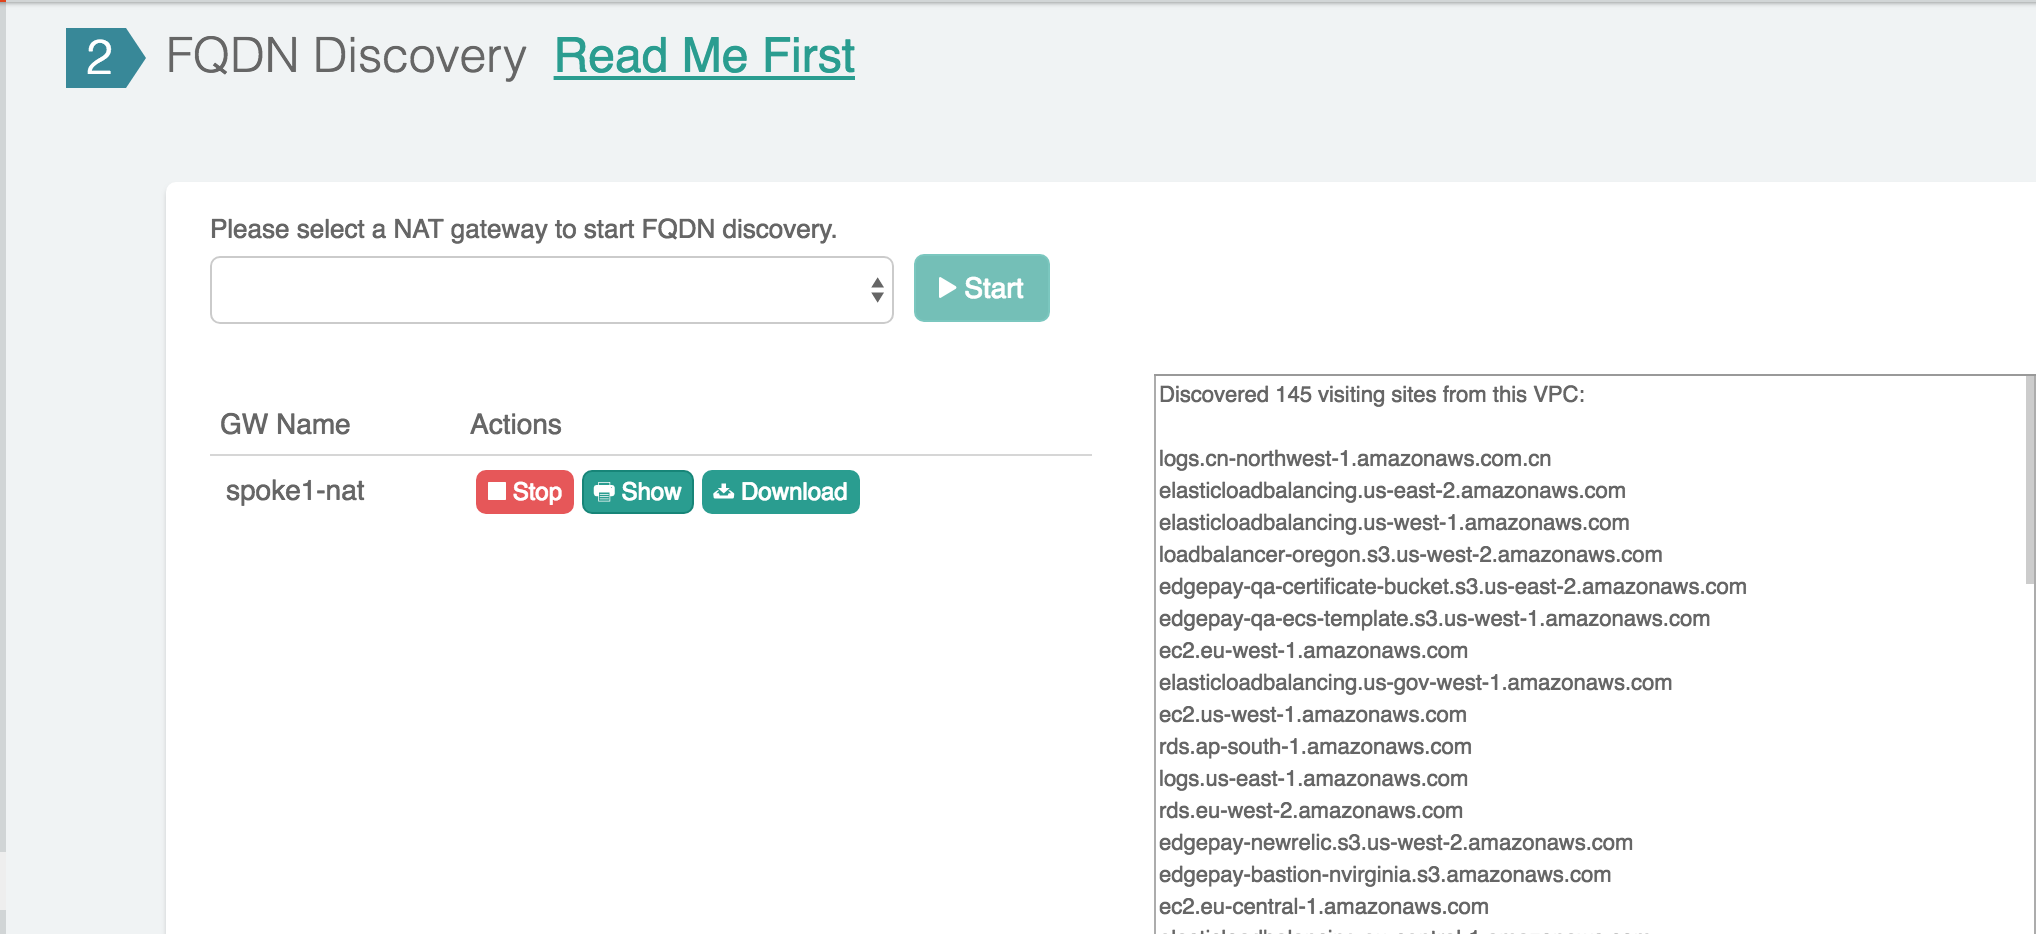 2 FQDN Discovery Read Me First
Please select a NAT gateway to start FQDN discovery.
Start
GW Name Actions
spoke1-nat Stop Show Download
Discovered 145 visiting sites from this VPC:
logs.cn-northwest-1.amazonaws.com.cn
elasticloadbalancing.us-east-2.amazonaws.com
elasticloadbalancing.us-west-1.amazonaws.com
loadbalancer-oregon.s3.us-west-2.amazonaws.com
edgepay-qa-certificate-bucket.s3.us-east-2.amazonaws.com
edgepay-qa-ecs-template.s3.us-west-1.amazonaws.com
ec2.eu-west-1.amazonaws.com
elasticloadbalancing.us-gov-west-1.amazonaws.com
ec2.us-west-1.amazonaws.com
rds.ap-south-1.amazonaws.com
logs.us-east-1.amazonaws.com
rds.eu-west-2.amazonaws.com
edgepay-newrelic.s3.us-west-2.amazonaws.com
edgepay-bastion-nvirginia.s3.amazonaws.com
ec2.eu-central-1.amazonaws.com